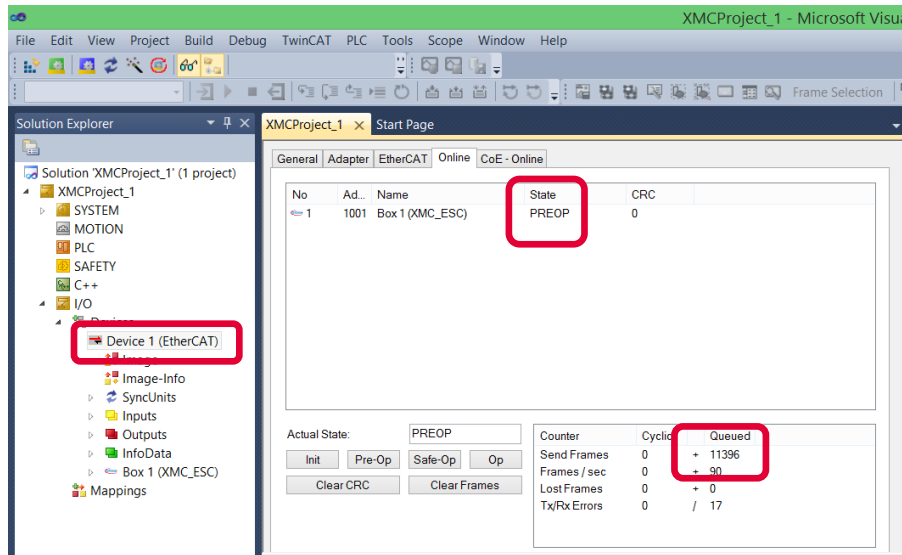 XMCProject_1 - Microsoft Visu
File Edit View Project Build Debug TwinCAT PLC Tools Scope Window Help
Frame Selection
Solution Explorer
XMCProject_1 Start Page
General Adapter EtherCAT Online CoE - Online
Solution 'XMCProject_1' (1 project)
XMCProject_1
SYSTEM
MOTION
PLC
SAFETY
C++
I/O
Devices
Device 1 (EtherCAT)
Image
Image-Info
SyncUnits
Inputs
Outputs
InfoData
Box 1 (XMC_ESC)
Mappings
No Ad... Name State CRC
1 1001 Box 1 (XMC_ESC) PREOP 0
Actual State: PREOP
Init Pre-Op Safe-Op Op
Clear CRC Clear Frames
Counter Cyclic Queued
Send Frames 0 + 11396
Frames / sec 0 + 90
Lost Frames 0 + 0
Tx/Rx Errors 0 / 17